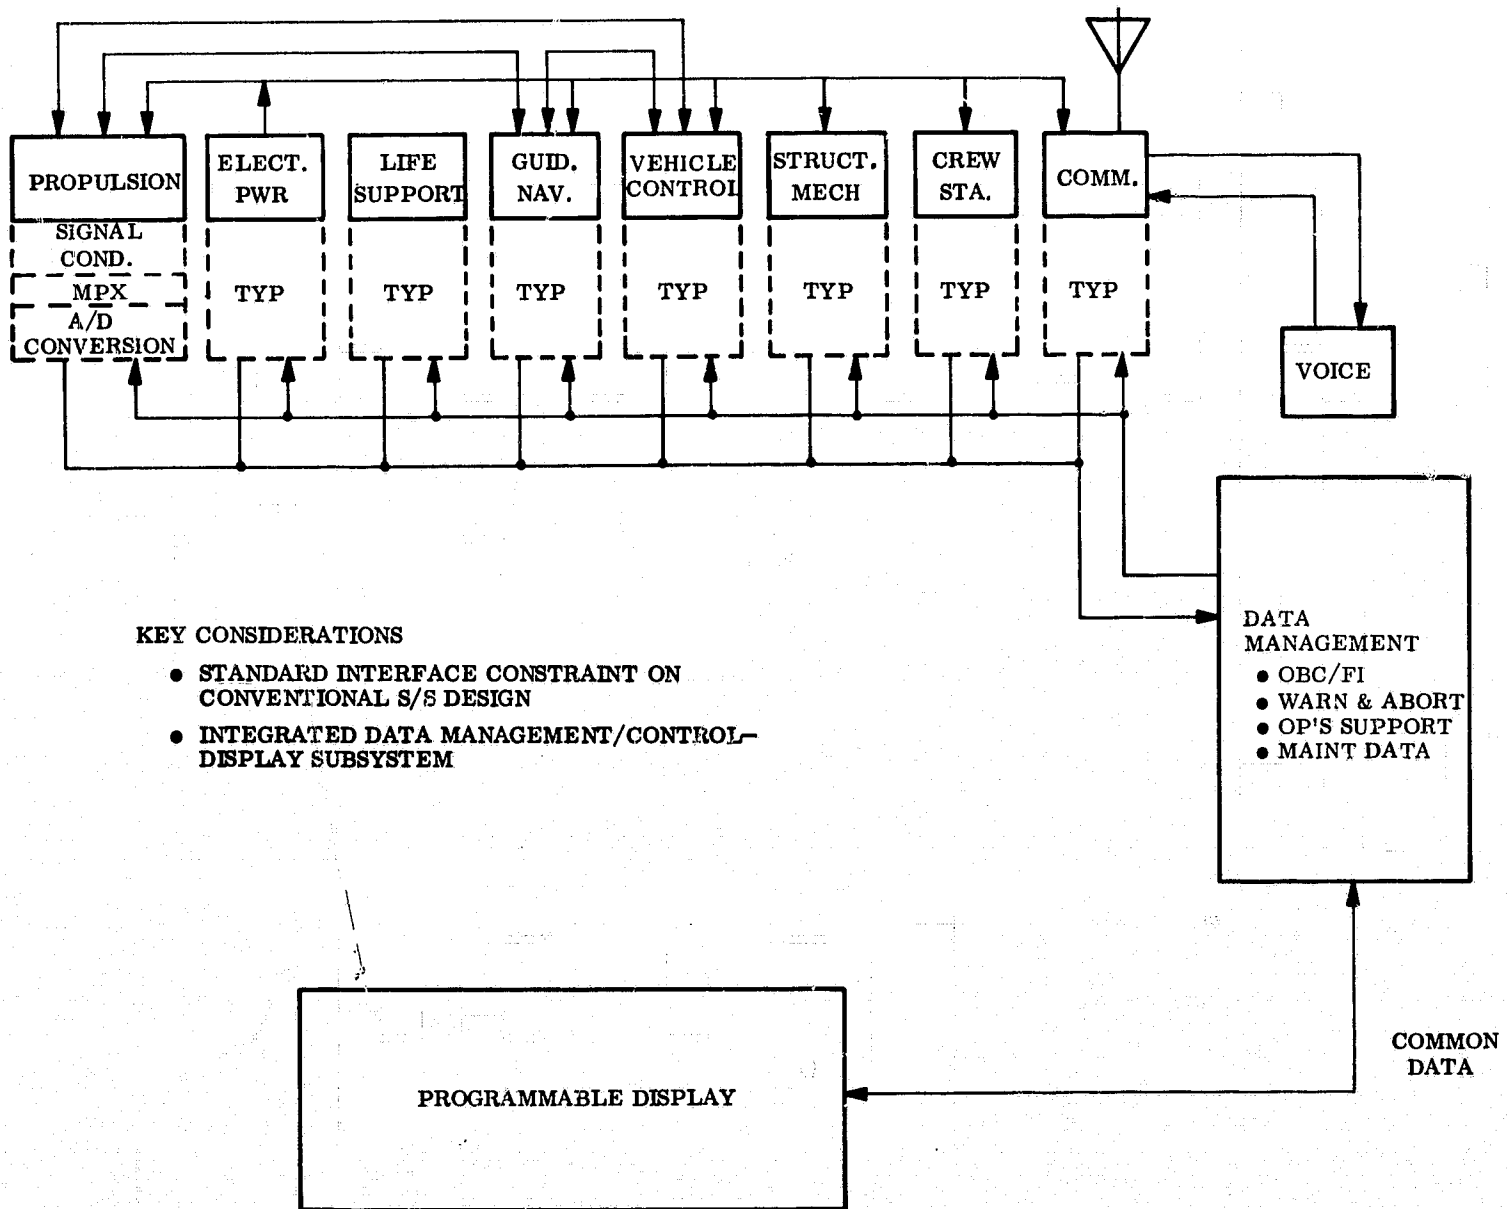 PROPULSION
SIGNAL
COND.
MPX
A/D
CONVERSION
ELECT.
PWR
TYP
LIFE
SUPPORT
TYP
GUID.
NAV.
TYP
VEHICLE
CONTROL
TYP
STRUCT.
MECH
TYP
CREW
STA.
TYP
COMM.
TYP
VOICE
KEY CONSIDERATIONS
● STANDARD INTERFACE CONSTRAINT ON
CONVENTIONAL S/S DESIGN
● INTEGRATED DATA MANAGEMENT/CONTROL-
DISPLAY SUBSYSTEM
DATA
MANAGEMENT
● OBC/FI
● WARN & ABORT
● OP'S SUPPORT
● MAINT DATA
COMMON
DATA
PROGRAMMABLE DISPLAY